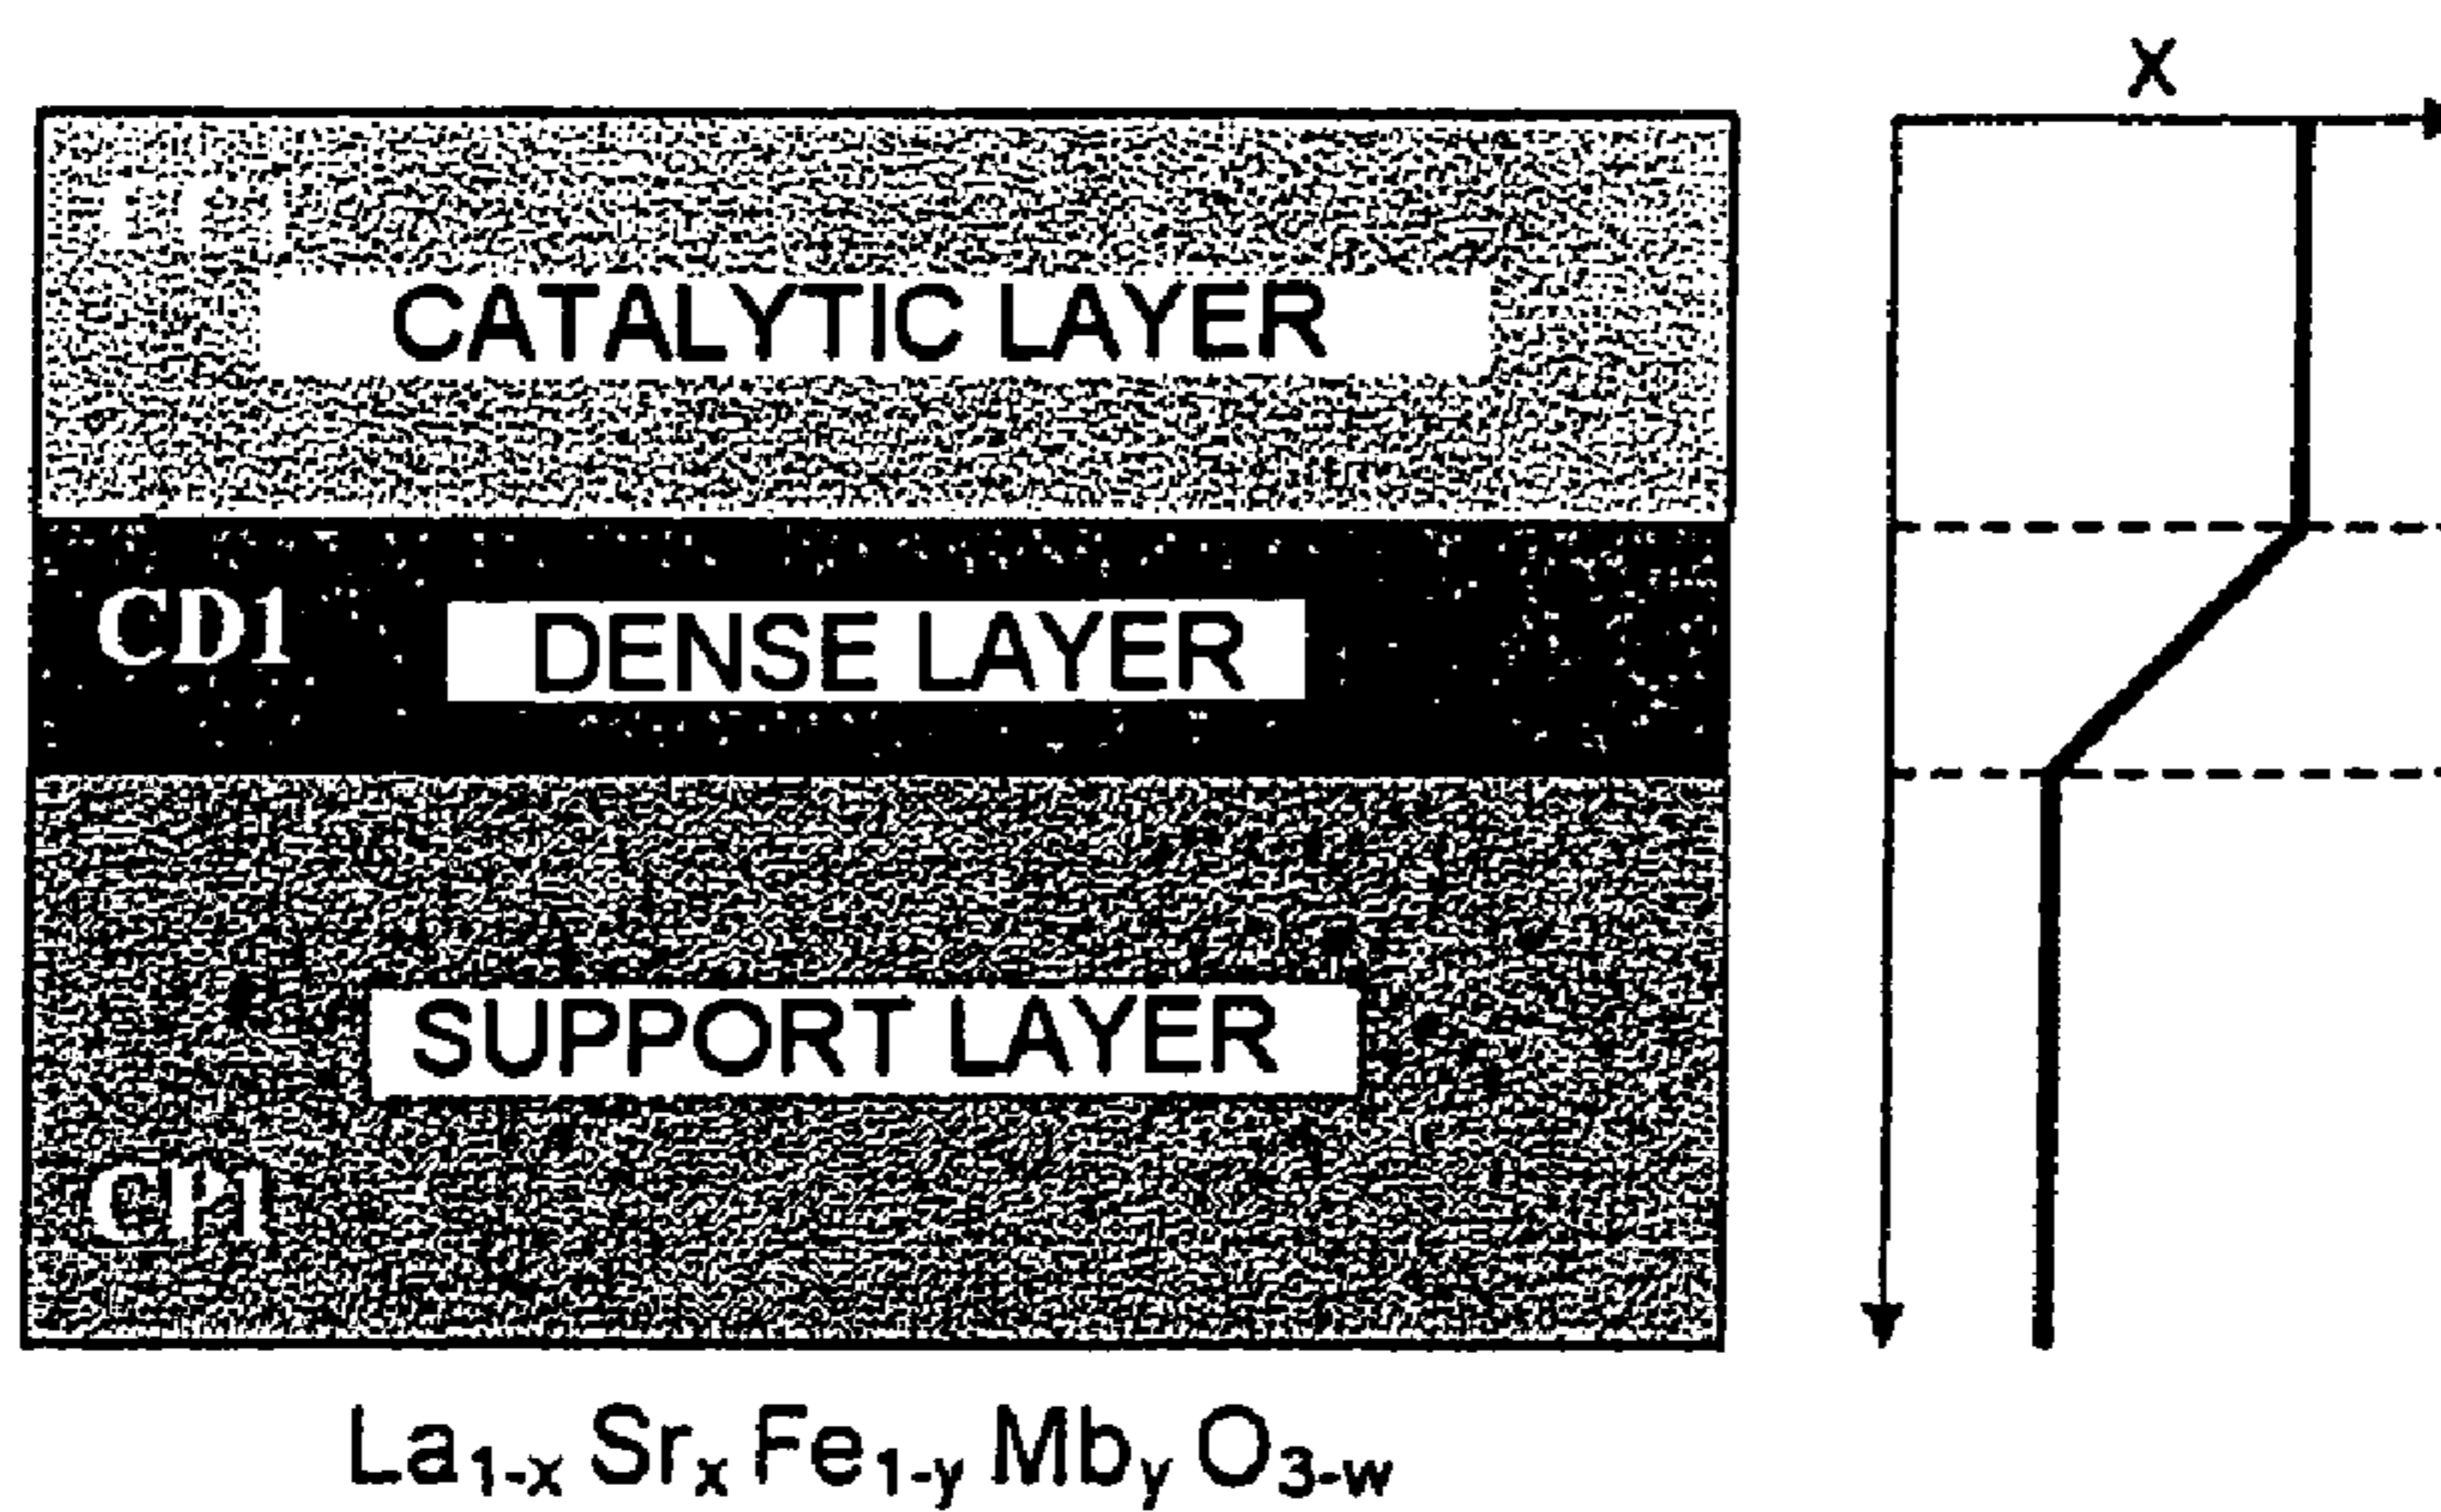 X
CATALYTIC LAYER
CD1
DENSE LAYER
SUPPORT LAYER
CP1
La1-x Srx Fe1-y Mby O3-w